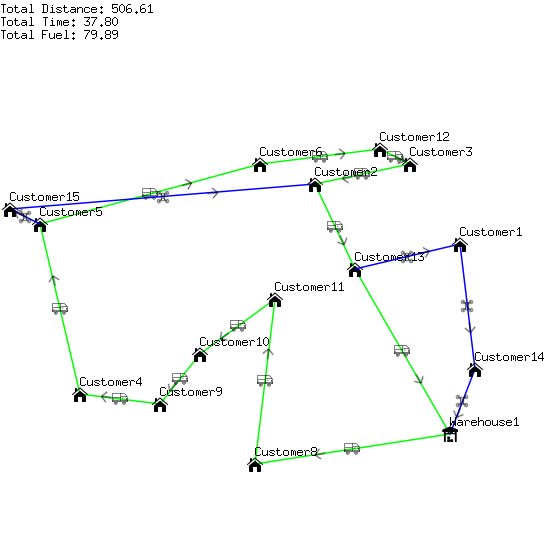 Total Distance: 506.61
Total Time: 37.80
Total Fuel: 79.89
Customer12
Customer6
Customer3
Customer2
Customer15
Customer5
Customer1
Customer13
Customer11
Customer10
Customer14
Customer4
Customer9
Warehouse1
Customer8